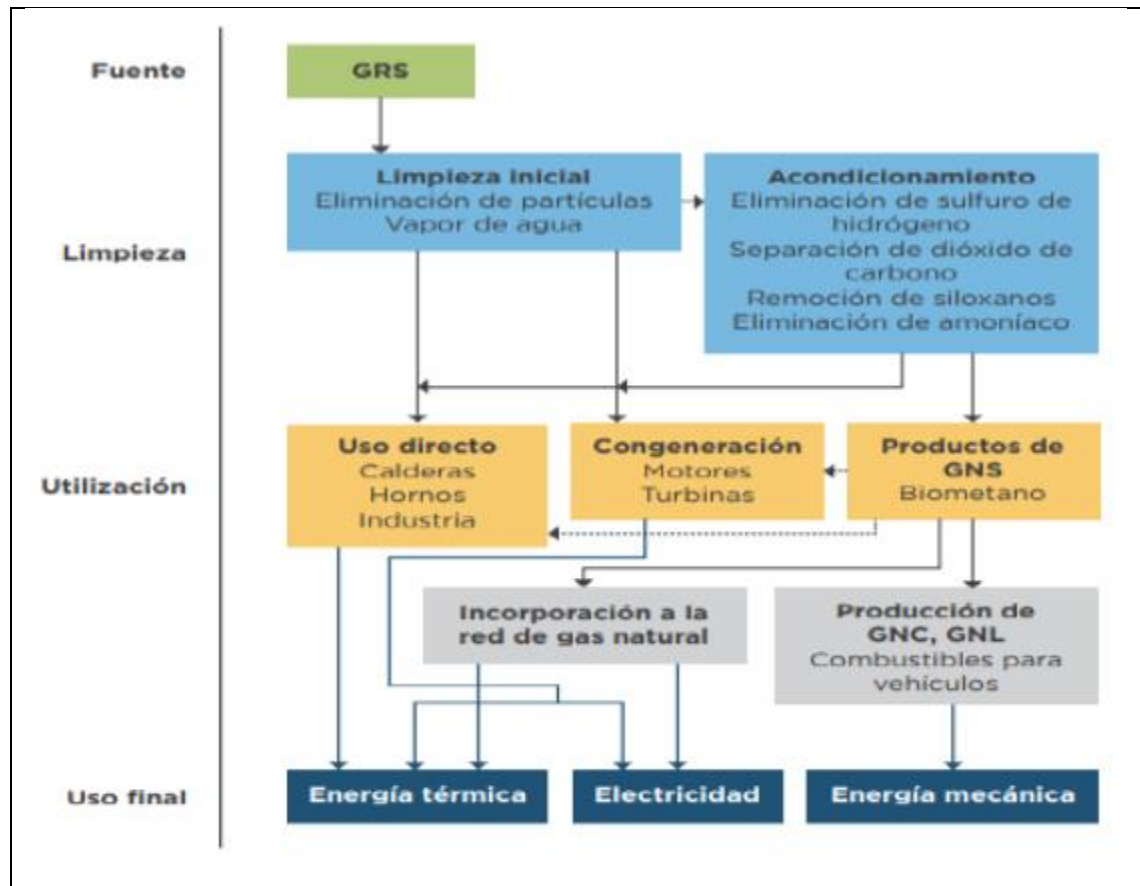 Fuente
GRS
Limpieza
Limpieza inicial
Eliminación de partículas
Vapor de agua
Acondicionamiento
Eliminación de sulfuro de
hidrógeno
Separación de dióxido de
carbono
Remoción de siloxanos
Eliminación de amoníaco
Utilización
Uso directo
Calderas
Hornos
Industria
Congeneración
Motores
Turbinas
Productos de
GNS
Biometano
Incorporación a la
red de gas natural
Producción de
GNC, GNL
Combustibles para
vehículos
Uso final
Energía térmica
Electricidad
Energía mecánica